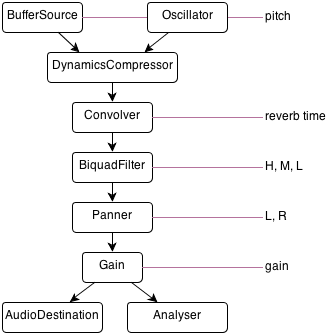 BufferSource
Oscillator
pitch
DynamicsCompressor
Convolver
reverb time
BiquadFilter
H, M, L
Panner
L, R
Gain
gain
AudioDestination
Analyser